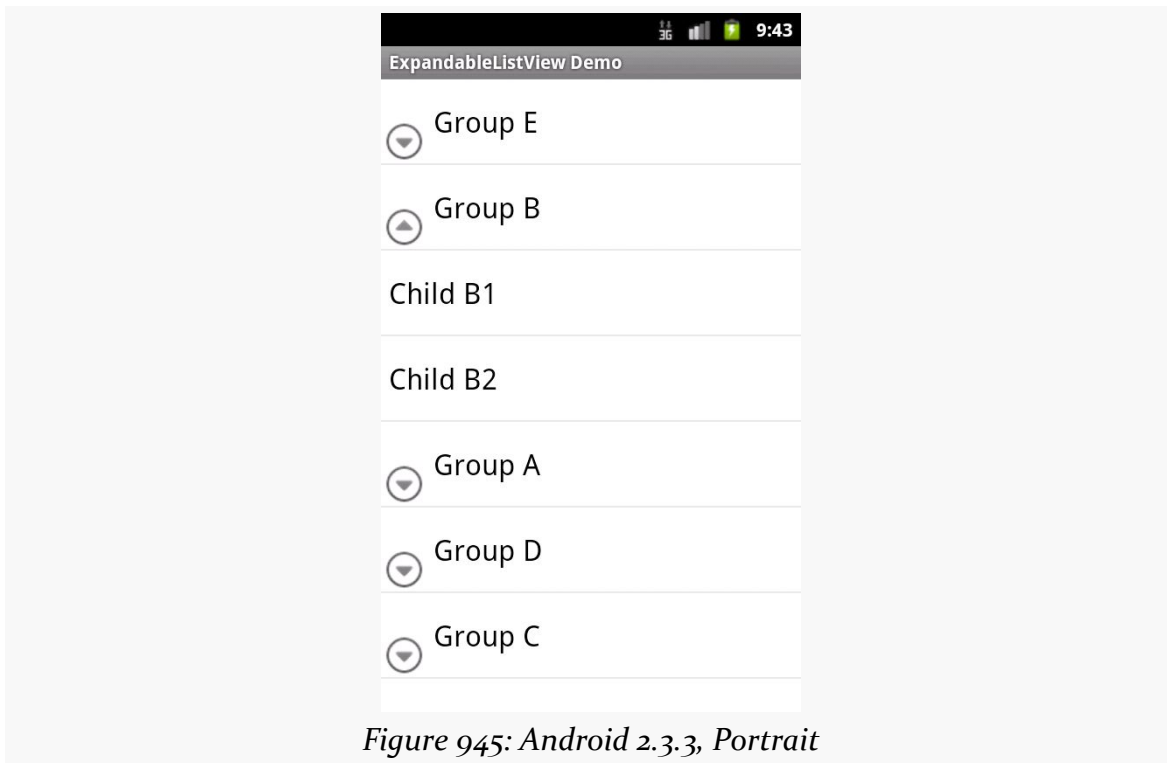 3G 9:43
ExpandableListView Demo
Group E
Group B
Child B1
Child B2
Group A
Group D
Group C
Figure 945: Android 2.3.3, Portrait